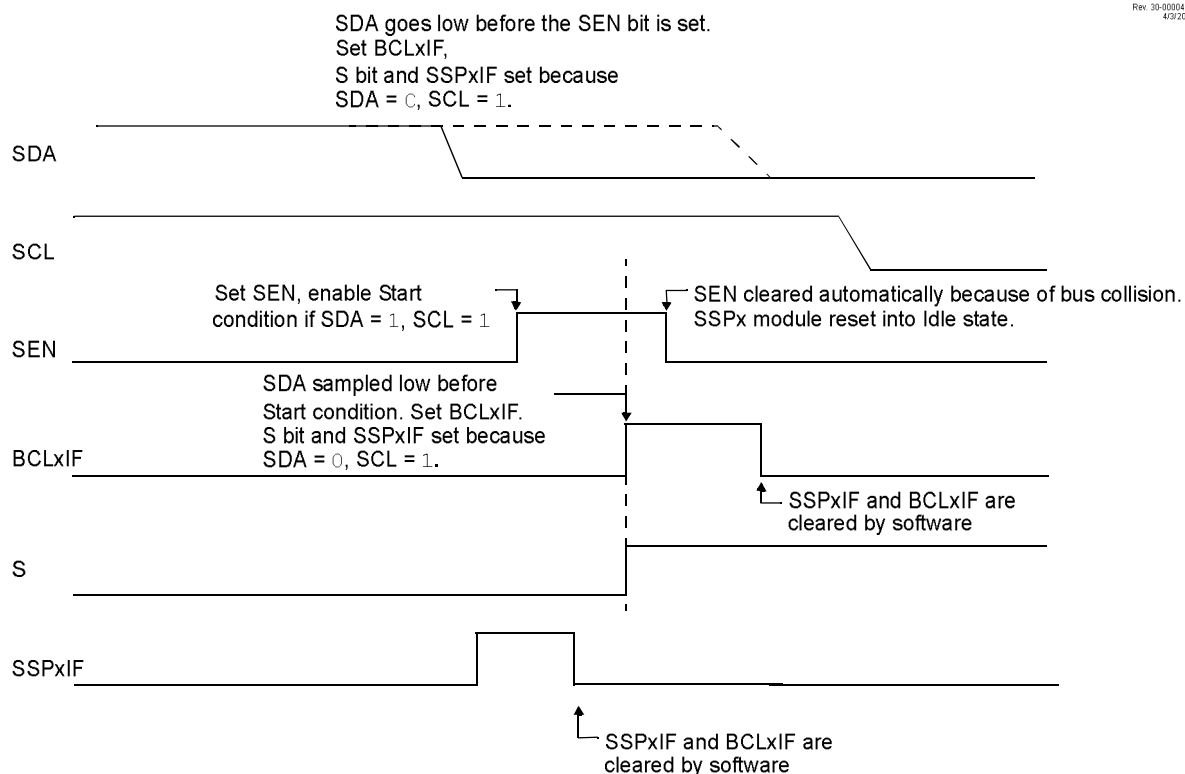 Rev. 30-00004
4/3/20
SDA goes low before the SEN bit is set.
Set BCLxIF,
S bit and SSPxIF set because
SDA = 0, SCL = 1.
SDA
SCL
Set SEN, enable Start
condition if SDA = 1, SCL = 1
SEN cleared automatically because of bus collision.
SSPx module reset into Idle state.
SEN
SDA sampled low before
Start condition. Set BCLxIF.
S bit and SSPxIF set because
SDA = 0, SCL = 1.
BCLxIF
SSPxIF and BCLxIF are
cleared by software
S
SSPxIF
SSPxIF and BCLxIF are
cleared by software